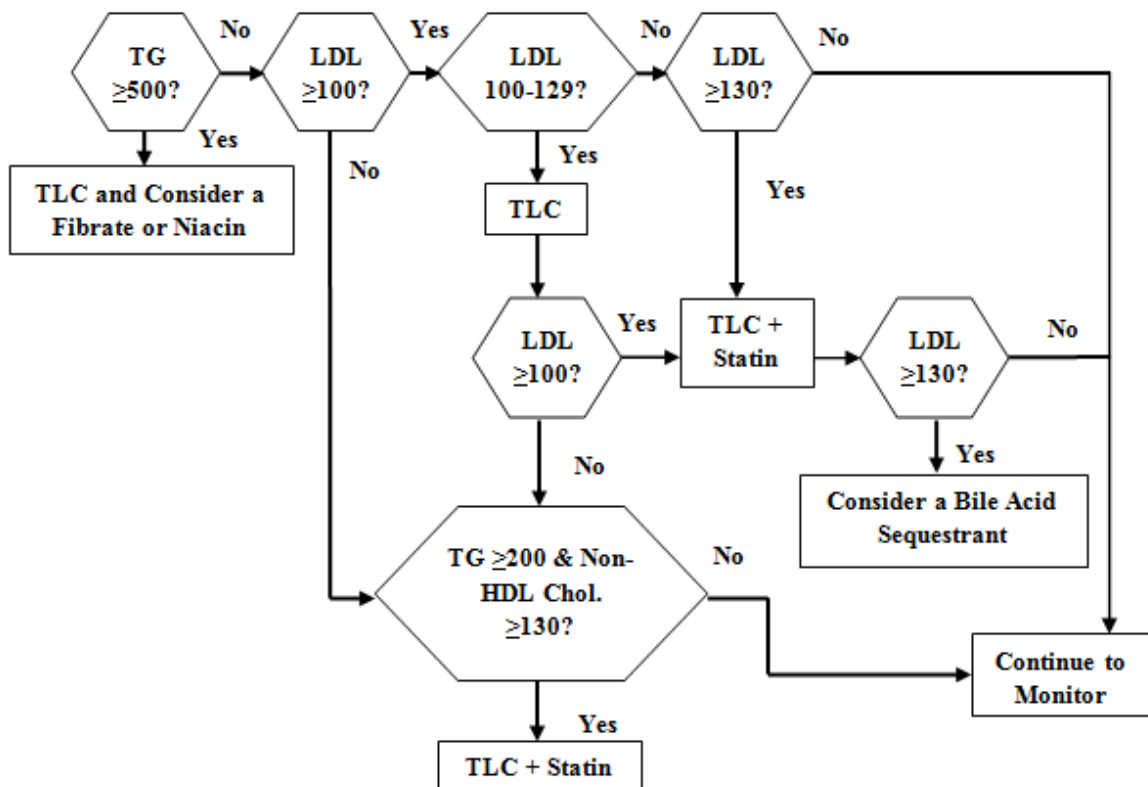 TG
≥500?
No
LDL
≥100?
Yes
LDL
100-129?
No
LDL
≥130?
No
Yes
TLC and Consider a
Fibrate or Niacin
No
Yes
TLC
Yes
LDL
≥100?
Yes
TLC +
Statin
LDL
≥130?
No
Yes
Consider a Bile Acid
Sequestrant
No
TG ≥200 & Non-
HDL Chol.
≥130?
No
Continue to
Monitor
Yes
TLC + Statin